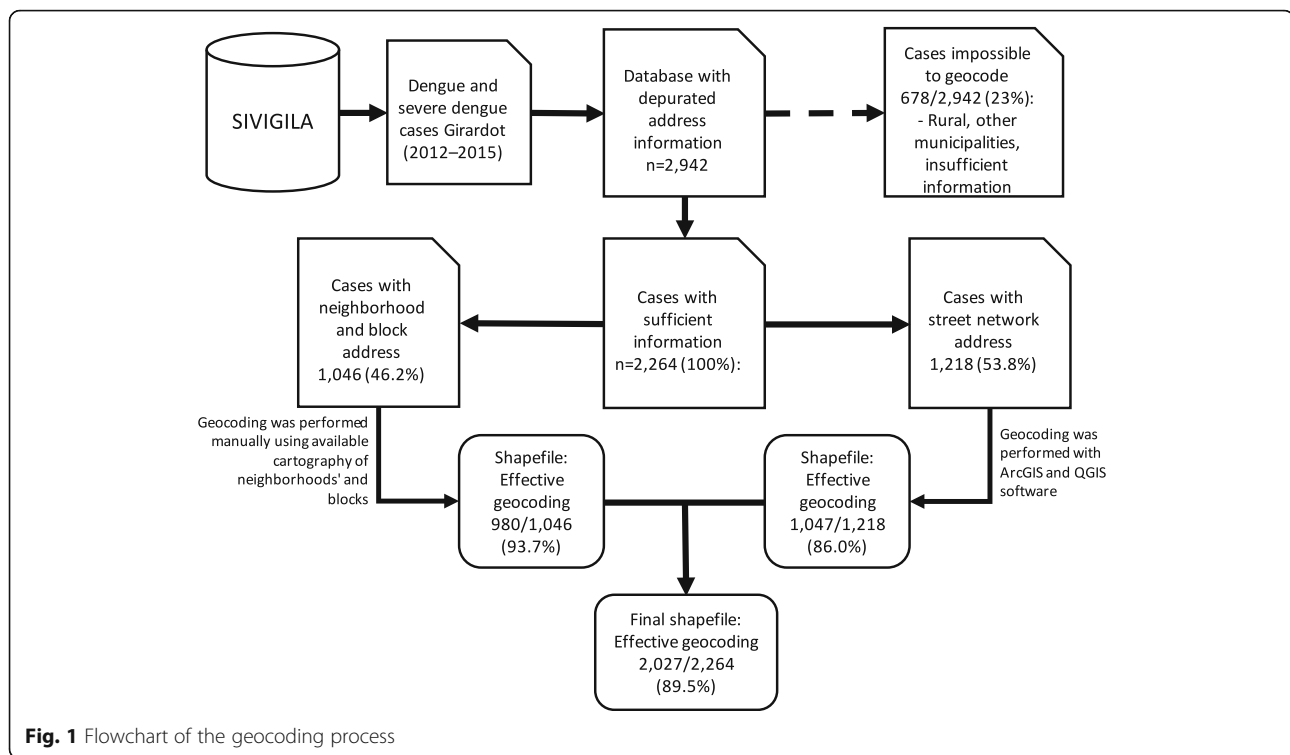 SIVIGILA
Dengue and
severe dengue
cases Girardot
(2012–2015)
Database with
depurated
address
information
n=2,942
Cases impossible
to geocode
678/2,942 (23%):
- Rural, other
municipalities,
insufficient
information
Cases with
neighborhood
and block
address
1,046 (46.2%)
Cases with
sufficient
information
n=2,264 (100%):
Cases with
street network
address
1,218 (53.8%)
Geocoding was performed
manually using available
cartography of
neighborhoods' and
blocks
Shapefile:
Effective
geocoding
980/1,046
(93.7%)
Shapefile:
Effective
geocoding
1,047/1,218
(86.0%)
Geocoding was
performed with
ArcGIS and QGIS
software
Final shapefile:
Effective geocoding
2,027/2,264
(89.5%)
Fig. 1 Flowchart of the geocoding process